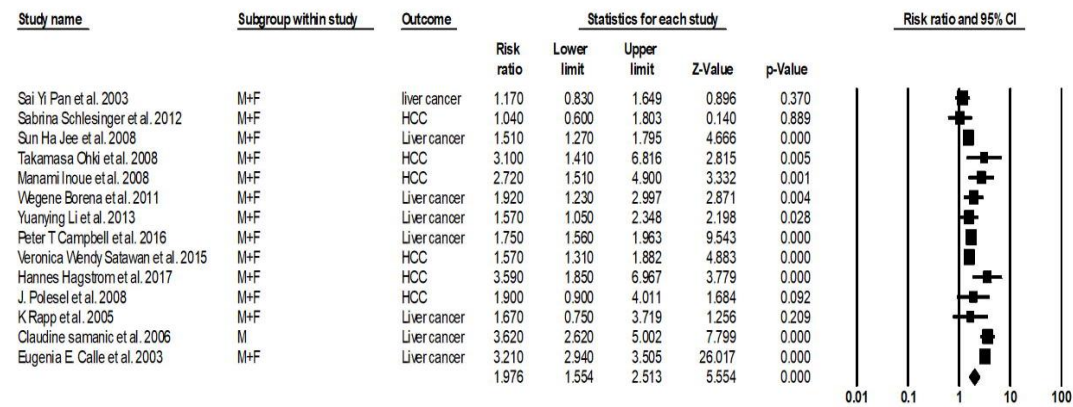 Study name Subgroup within study Outcome Statistics for each study Risk ratio and 95% CI
Risk ratio Lower limit Upper limit Z-Value p-Value
Sai Yi Pan et al. 2003 M+F liver cancer 1.170 0.830 1.649 0.896 0.370
Sabrina Schlesinger et al. 2012 M+F HCC 1.040 0.600 1.803 0.140 0.889
Sun Ha Jee et al. 2008 M+F Liver cancer 1.510 1.270 1.795 4.666 0.000
Takamasa Ohki et al. 2008 M+F HCC 3.100 1.410 6.816 2.815 0.005
Manami Inoue et al. 2008 M+F HCC 2.720 1.510 4.900 3.332 0.001
Wegene Borena et al. 2011 M+F Liver cancer 1.920 1.230 2.997 2.871 0.004
Yuanying Li et al. 2013 M+F Liver cancer 1.570 1.050 2.348 2.198 0.028
Peter T Campbell et al. 2016 M+F Liver cancer 1.750 1.560 1.963 9.543 0.000
Veronica Wendy Satawan et al. 2015 M+F HCC 1.570 1.310 1.882 4.883 0.000
Hannes Hagstrom et al. 2017 M+F HCC 3.590 1.850 6.967 3.779 0.000
J. Polesel et al. 2008 M+F HCC 1.900 0.900 4.011 1.684 0.092
K Rapp et al. 2005 M+F Liver cancer 1.670 0.750 3.719 1.256 0.209
Claudine samanic et al. 2006 M Liver cancer 3.620 2.620 5.002 7.799 0.000
Eugenia E. Calle et al. 2003 M+F Liver cancer 3.210 2.940 3.505 26.017 0.000
1.976 1.554 2.513 5.554 0.000
0.01 0.1 1 10 100